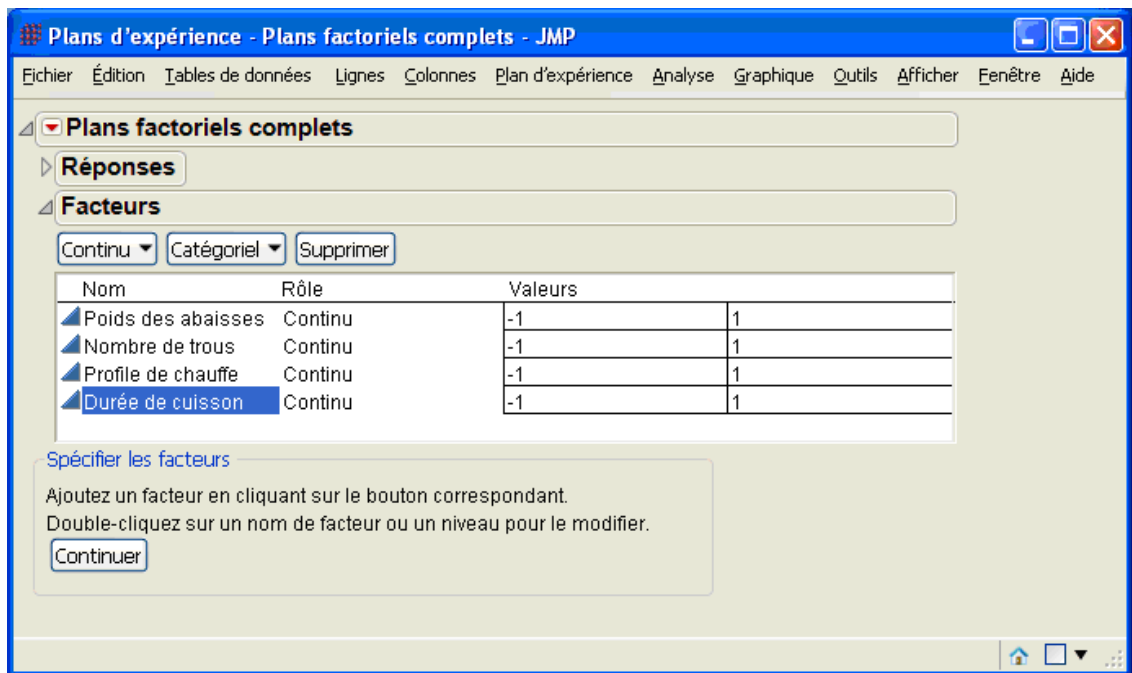 Plans d'expérience - Plans factoriels complets - JMP
Fichier Édition Tables de données Lignes Colonnes Plan d'expérience Analyse Graphique Outils Afficher Fenêtre Aide
Plans factoriels complets
Réponses
Facteurs
Continu Catégoriel Supprimer
Nom Rôle Valeurs
Poids des abaisses Continu -1 1
Nombre de trous Continu -1 1
Profile de chauffe Continu -1 1
Durée de cuisson Continu -1 1
Spécifier les facteurs
Ajoutez un facteur en cliquant sur le bouton correspondant.
Double-cliquez sur un nom de facteur ou un niveau pour le modifier.
Continuer